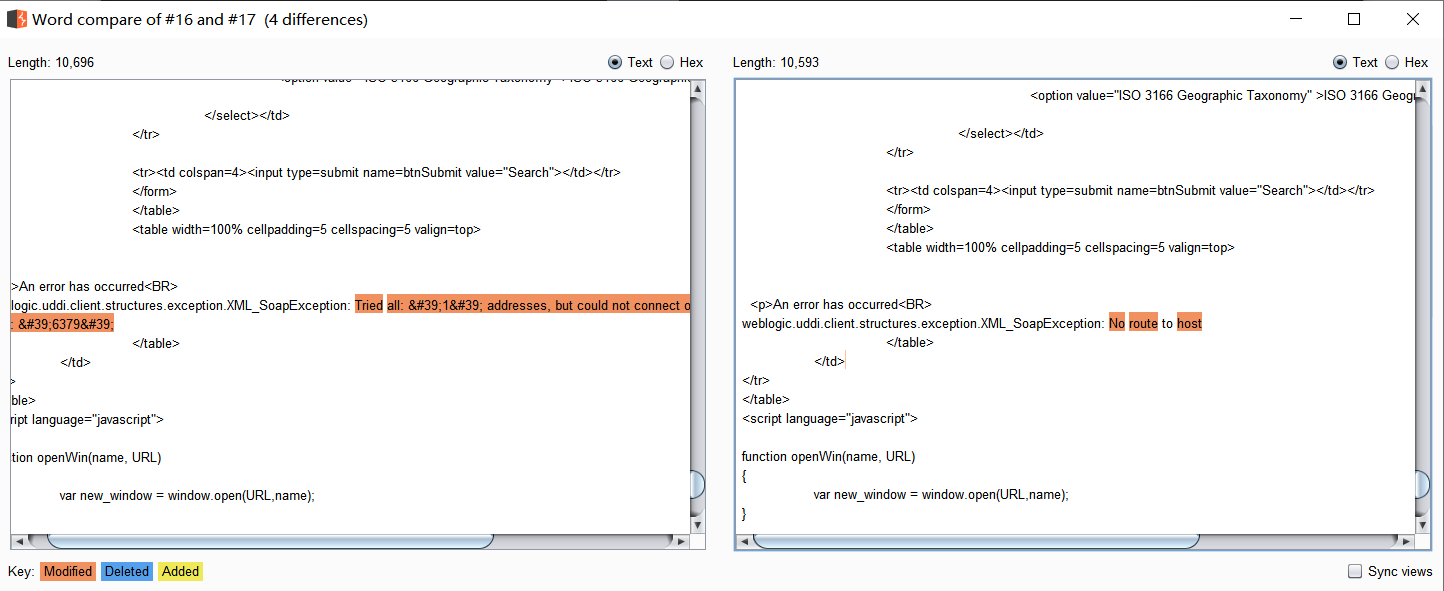 Word compare of #16 and #17 (4 differences)
Length: 10,696
Text Hex
</select></td>
</tr>
<tr><td colspan=4><input type=submit name=btnSubmit value="Search"></td></tr>
</form>
</table>
<table width=100% cellpadding=5 cellspacing=5 valign=top>
>An error has occurred<BR>
logic.uddi.client.structures.exception.XML_SoapException: Tried all: &#39;1&#39; addresses, but could not connect o
: &#39;6379&#39;
</table>
</td>
>
ble>
ript language="javascript">
tion openWin(name, URL)
var new_window = window.open(URL,name);
Length: 10,593
Text Hex
<option value="ISO 3166 Geographic Taxonomy" >ISO 3166 Geog
</select></td>
</tr>
<tr><td colspan=4><input type=submit name=btnSubmit value="Search"></td></tr>
</form>
</table>
<table width=100% cellpadding=5 cellspacing=5 valign=top>
<p>An error has occurred<BR>
weblogic.uddi.client.structures.exception.XML_SoapException: No route to host
</table>
</td>
</tr>
</table>
<script language="javascript">
function openWin(name, URL)
{
var new_window = window.open(URL,name);
}
Key: Modified Deleted Added
Sync views